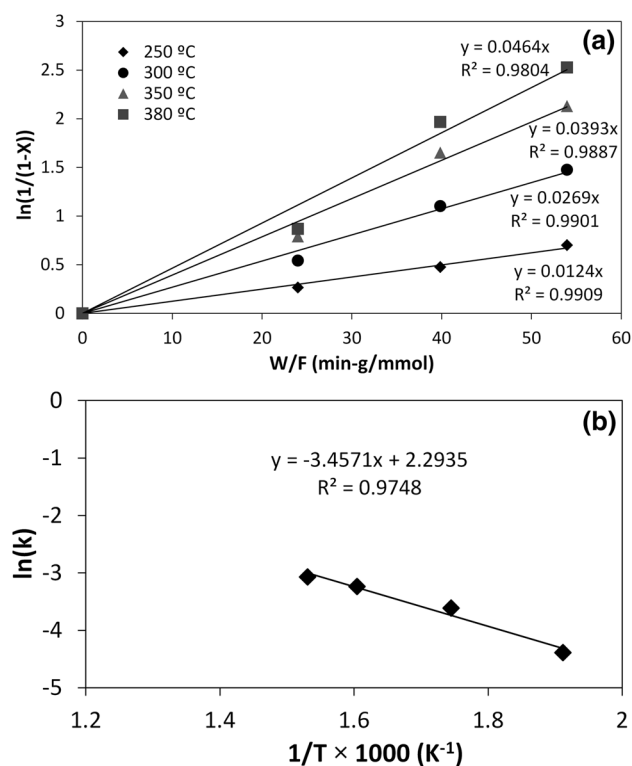 (a)
250 ºC
300 ºC
350 ºC
380 ºC
y = 0.0464x
R² = 0.9804
y = 0.0393x
R² = 0.9887
y = 0.0269x
R² = 0.9901
y = 0.0124x
R² = 0.9909
ln(1/(1-X))
3
2.5
2
1.5
1
0.5
0
0 10 20 30 40 50 60
W/F (min-g/mmol)
(b)
y = -3.4571x + 2.2935
R² = 0.9748
ln(k)
0
-1
-2
-3
-4
-5
1.2 1.4 1.6 1.8 2
1/T × 1000 (K⁻¹)